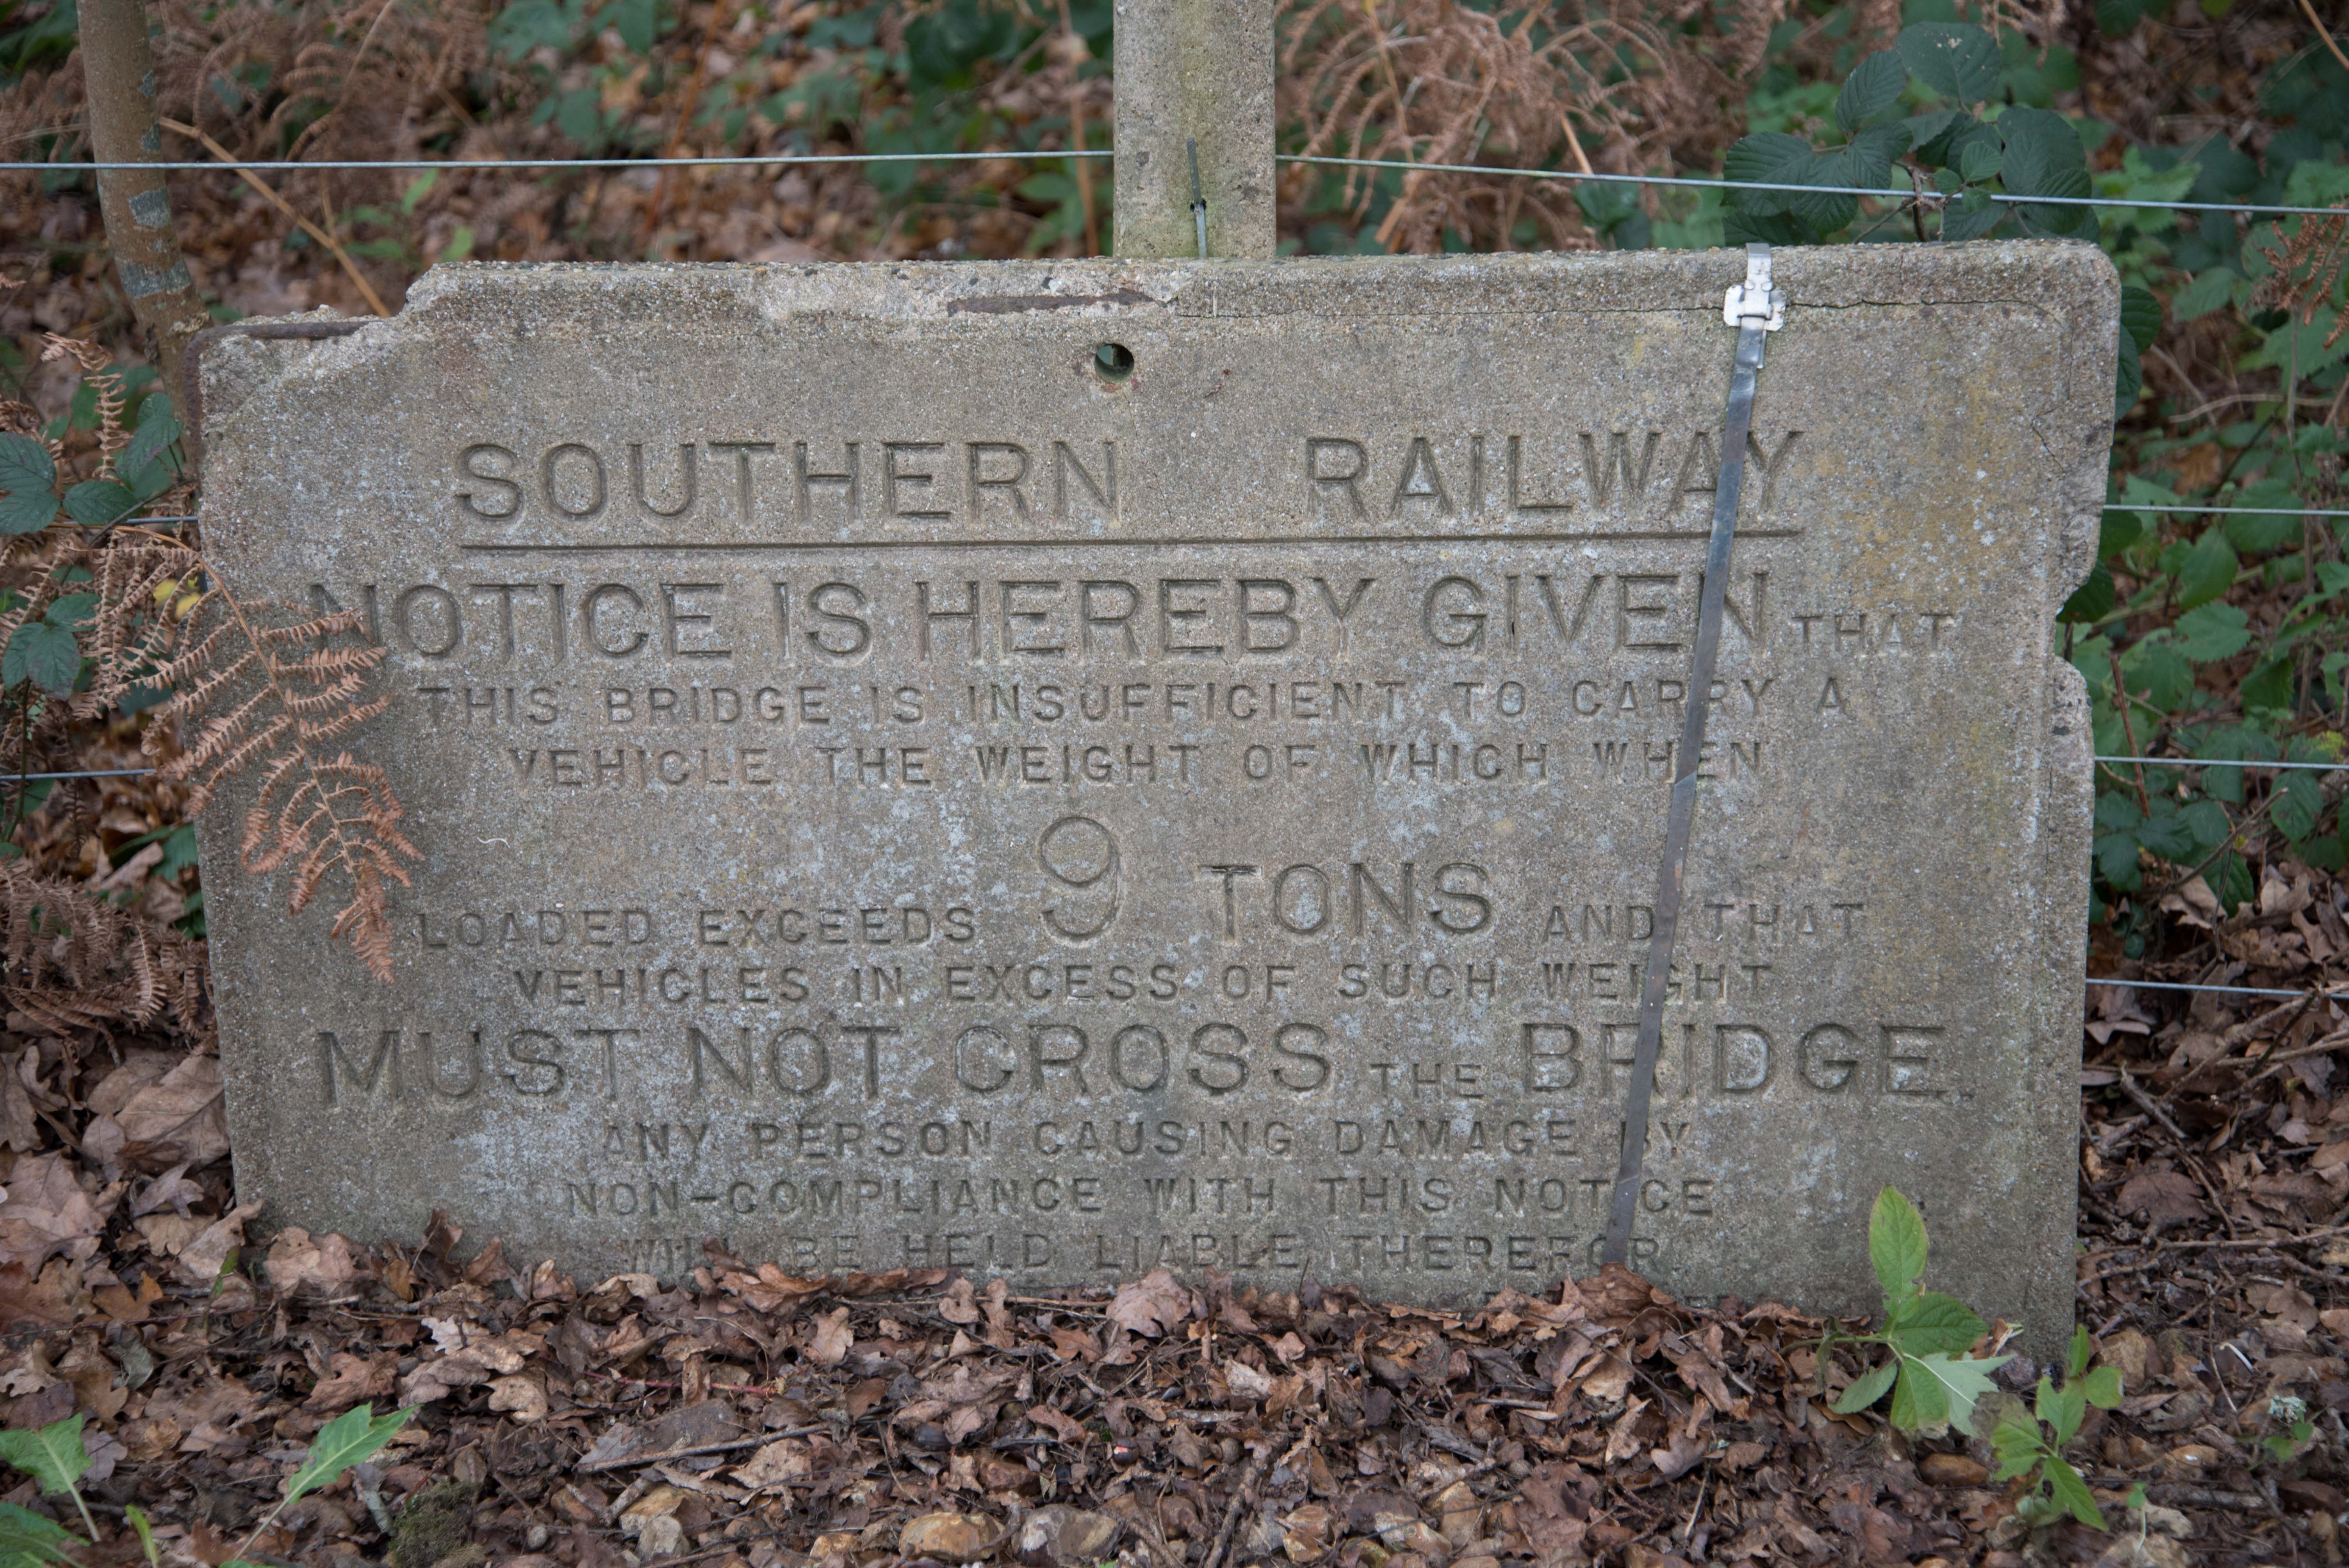 SOUTHERN RAILWAY
NOTICE IS HEREBY GIVEN THAT
THIS BRIDGE IS INSUFFICIENT TO CARRY A
VEHICLE THE WEIGHT OF WHICH WHEN
LOADED EXCEEDS 9 TONS AND THAT
VEHICLES IN EXCESS OF SUCH WEIGHT
MUST NOT CROSS THE BRIDGE.
ANY PERSON CAUSING DAMAGE BY
NON-COMPLIANCE WITH THIS NOTICE
WILL BE HELD LIABLE THEREFOR